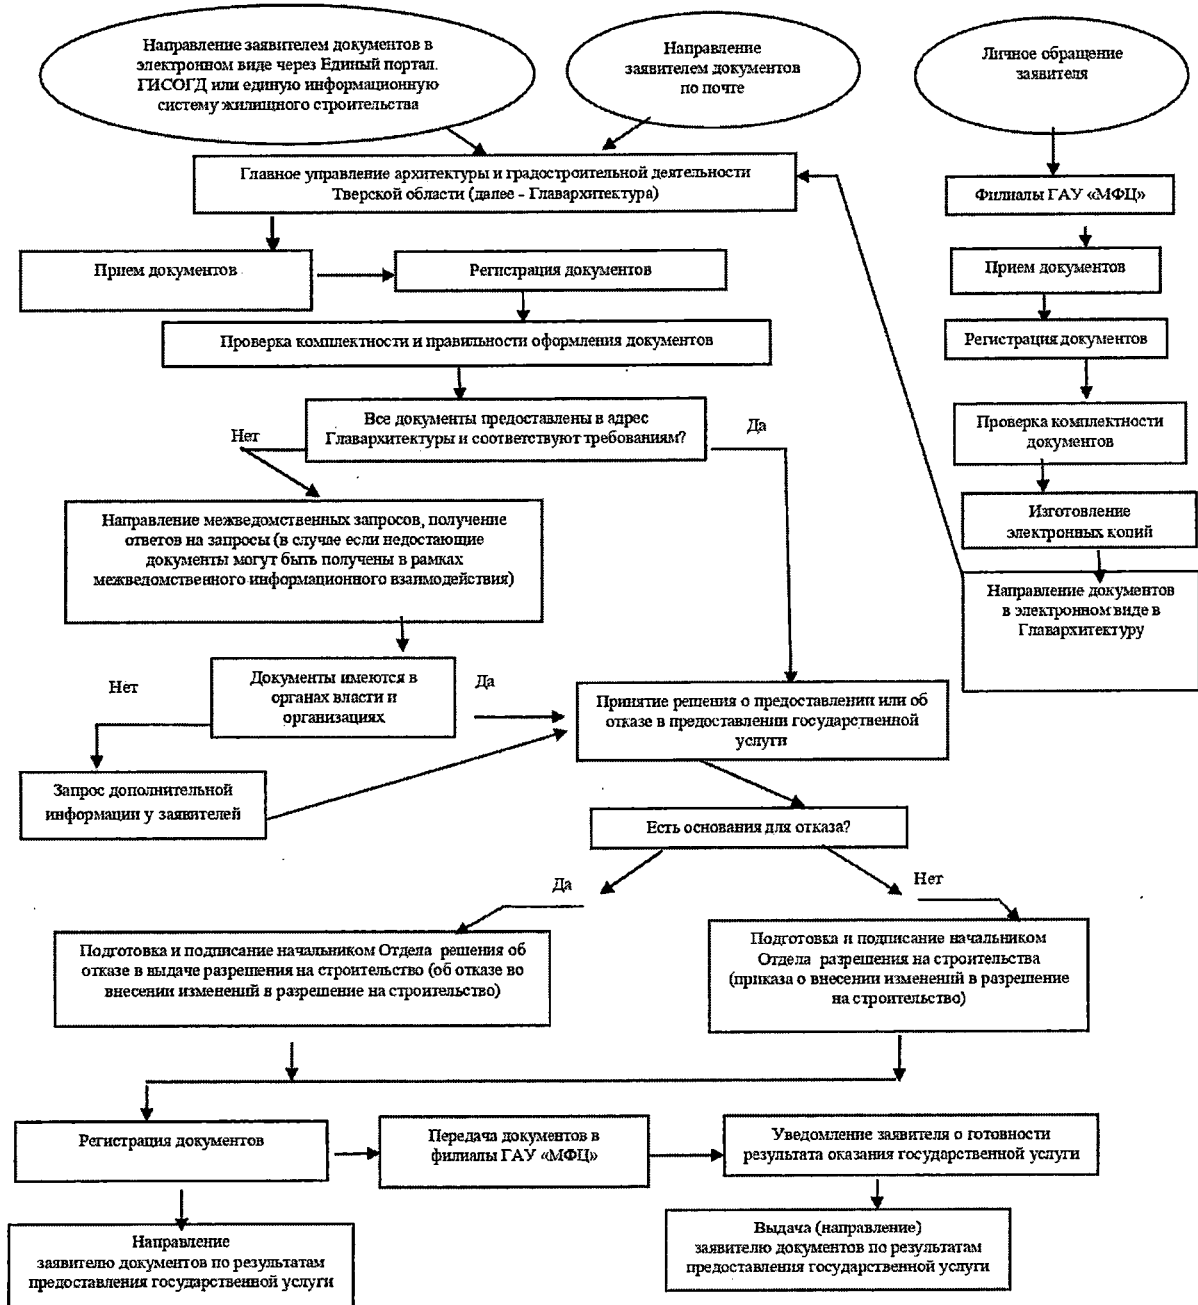 Направление заявителем документов в
электронном виде через Единый портал.
ГИСОГД или единую информационную
систему жилищного строительства
Направление
заявителем документов
по почте
Личное обращение
заявителя
Главное управление архитектуры и градостроительной деятельности
Тверской области (далее - Главархитектура)
Филиалы ГАУ «МФЦ»
Прием документов
Регистрация документов
Прием документов
Проверка комплектности и правильности оформления документов
Регистрация документов
Все документы предоставлены в адрес
Главархитектуры и соответствуют требованиям?
Нет
Да
Проверка комплектности
документов
Направление межведомственных запросов, получение
ответов на запросы (в случае если недостающие
документы могут быть получены в рамках
межведомственного информационного взаимодействия)
Изготовление
электронных копий
Направление документов
в электронном виде в
Главархитектуру
Нет
Документы имеются в
органах власти и
организациях
Да
Принятие решения о предоставлении или об
отказе в предоставлении государственной
услуги
Запрос дополнительной
информации у заявителей
Есть основания для отказа?
Да
Нет
Подготовка и подписание начальником Отдела решения об
отказе в выдаче разрешения на строительство (об отказе во
внесении изменений в разрешение на строительство)
Подготовка и подписание начальником
Отдела разрешения на строительства
(приказа о внесении изменений в разрешение
на строительство)
Регистрация документов
Передача документов в
филиалы ГАУ «МФЦ»
Уведомление заявителя о готовности
результата оказания государственной услуги
Направление
заявителю документов по результатам
предоставления государственной услуги
Выдача (направление)
заявителю документов по результатам
предоставления государственной услуги